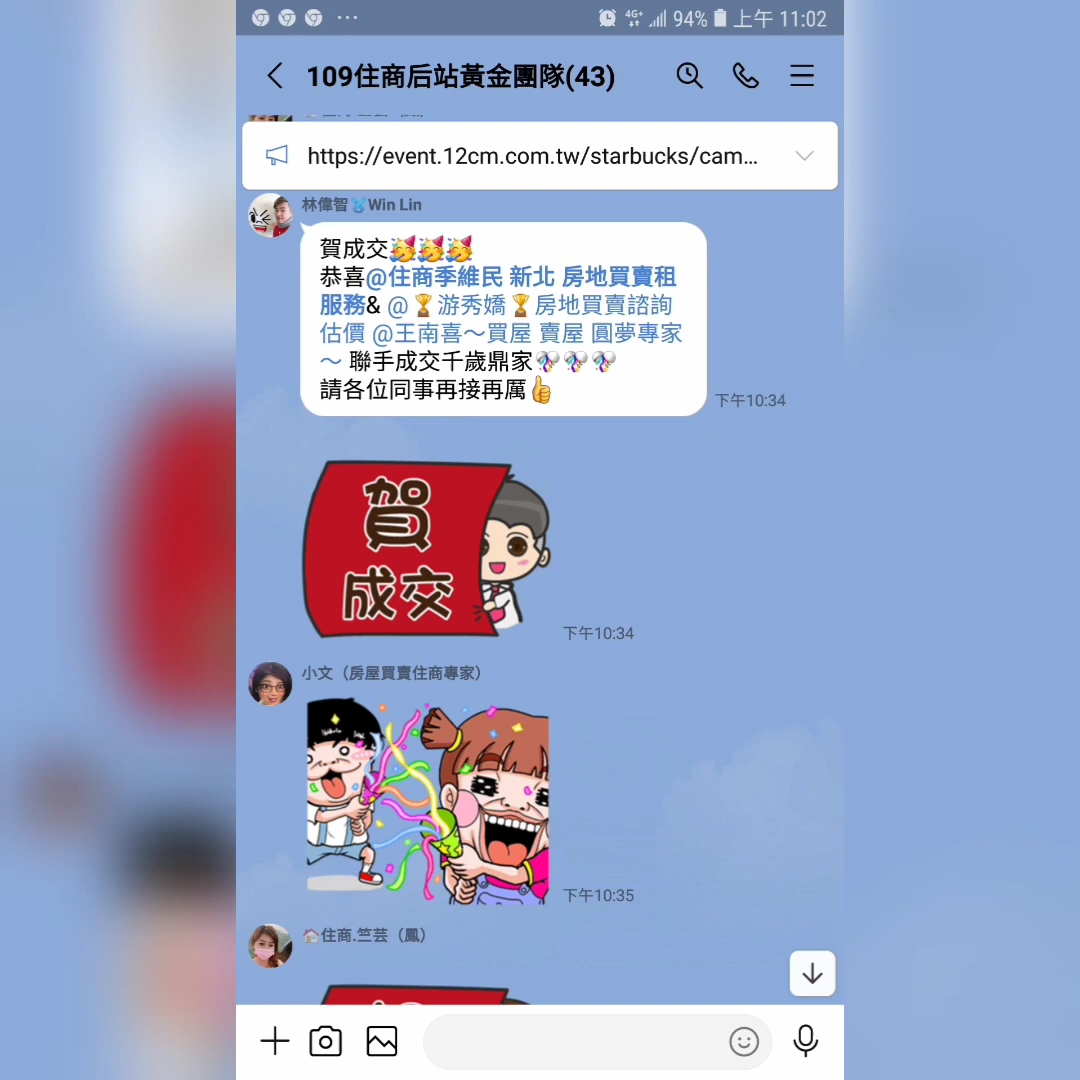 4G+ 94% 上午 11:02
109住商后站黃金團隊(43)
https://event.12cm.com.tw/starbucks/cam...
林偉智Win Lin
賀成交🥳🥳🥳
恭喜@住商季維民 新北 房地買賣租
服務& @🏆游秀嬌🏆房地買賣諮詢
估價 @王南喜～買屋 賣屋 圓夢專家
～ 聯手成交千歲鼎家🎊🎊🎊
請各位同事再接再厲👍
下午10:34
賀
成交
下午10:34
小文（房屋買賣住商專家）
下午10:35
🏠住商.竺芸（鳳）